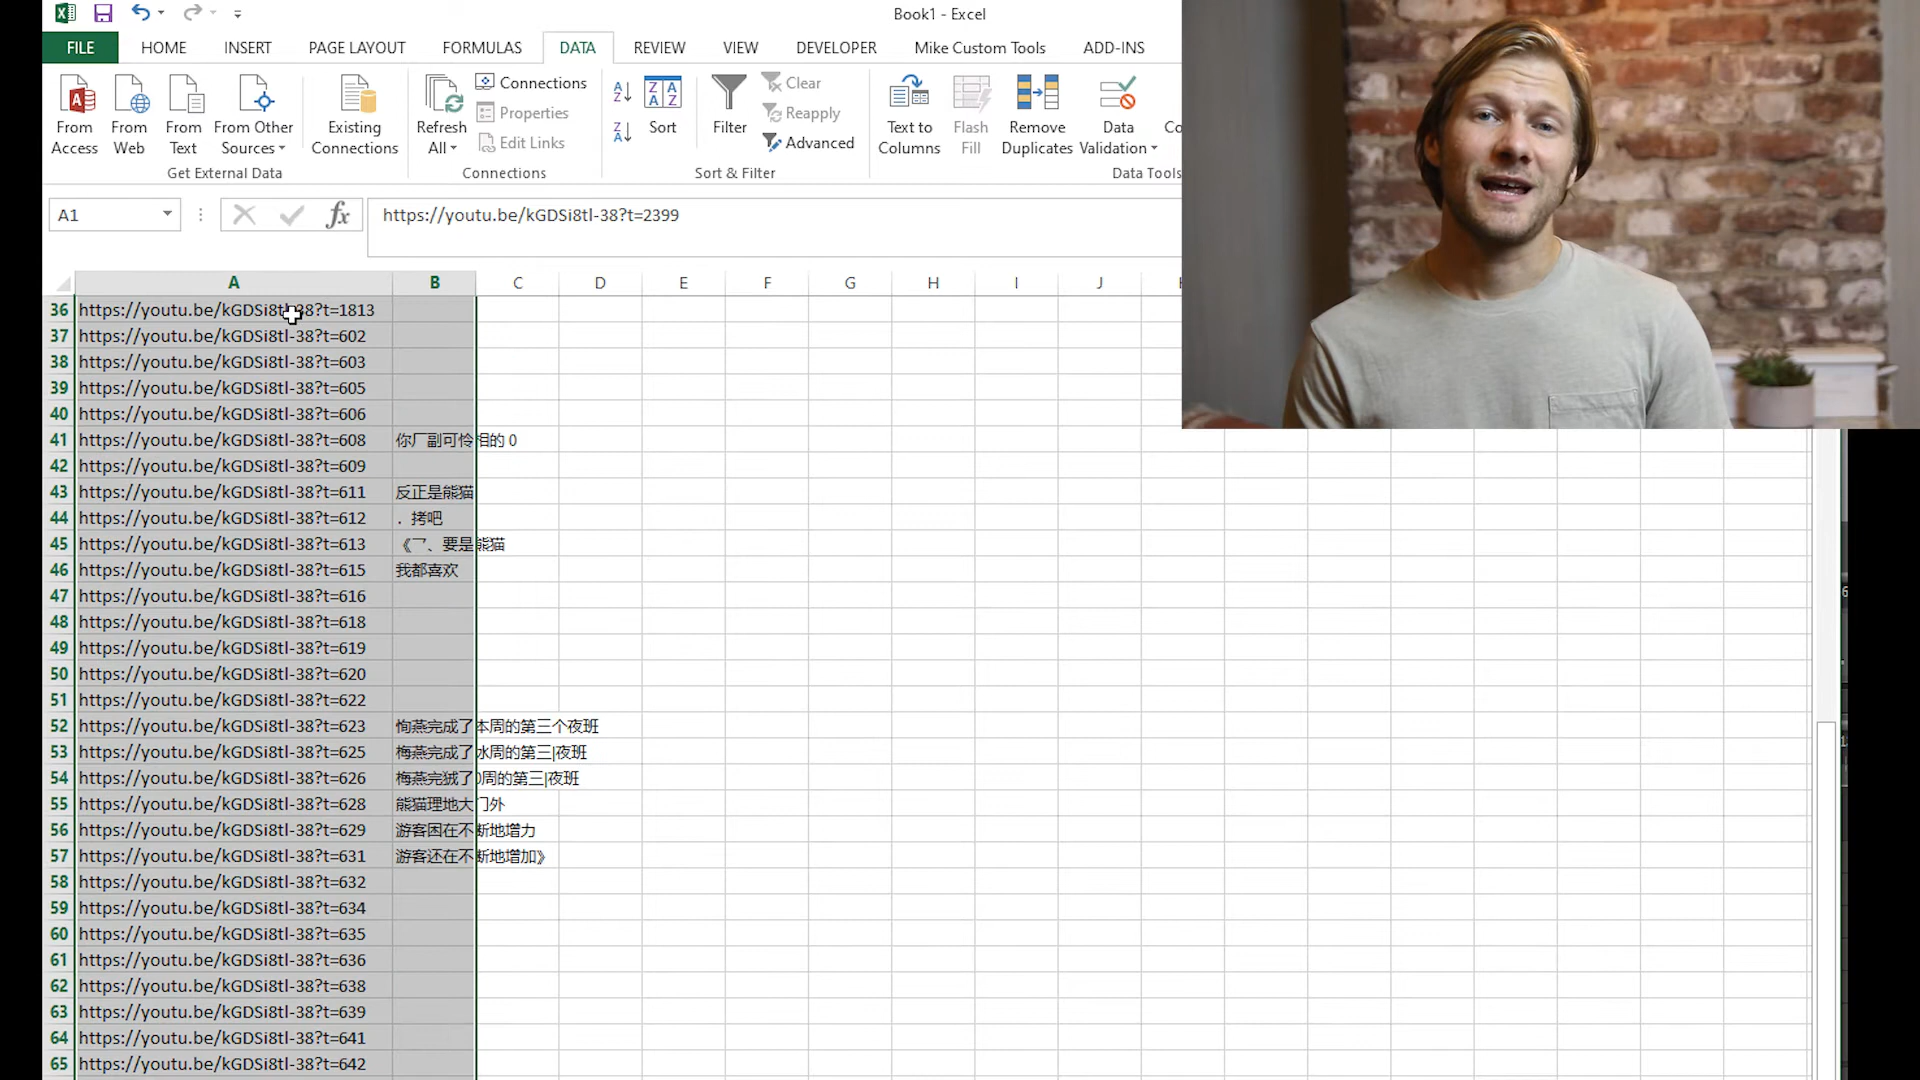 Book1 - Excel
FILE HOME INSERT PAGE LAYOUT FORMULAS DATA REVIEW VIEW DEVELOPER Mike Custom Tools ADD-INS
From Access
From Web
From Text
From Other Sources
Existing Connections
Get External Data
Refresh All
Connections
Properties
Edit Links
Connections
Sort
Filter
Clear
Reapply
Advanced
Sort & Filter
Text to Columns
Flash Fill
Remove Duplicates
Data Validation
Co
Data Tools
A1 fx https://youtu.be/kGDSi8tl-38?t=2399
A B C D E F G H I J
36 https://youtu.be/kGDSi8tl-38?t=1813
37 https://youtu.be/kGDSi8tl-38?t=602
38 https://youtu.be/kGDSi8tl-38?t=603
39 https://youtu.be/kGDSi8tl-38?t=605
40 https://youtu.be/kGDSi8tl-38?t=606
41 https://youtu.be/kGDSi8tl-38?t=608 你厂副可怜相的 0
42 https://youtu.be/kGDSi8tl-38?t=609
43 https://youtu.be/kGDSi8tl-38?t=611 反正是熊猫
44 https://youtu.be/kGDSi8tl-38?t=612 . 拷吧
45 https://youtu.be/kGDSi8tl-38?t=613 《乛、要是熊猫
46 https://youtu.be/kGDSi8tl-38?t=615 我都喜欢
47 https://youtu.be/kGDSi8tl-38?t=616
48 https://youtu.be/kGDSi8tl-38?t=618
49 https://youtu.be/kGDSi8tl-38?t=619
50 https://youtu.be/kGDSi8tl-38?t=620
51 https://youtu.be/kGDSi8tl-38?t=622
52 https://youtu.be/kGDSi8tl-38?t=623 恂燕完成了本周的第三个夜班
53 https://youtu.be/kGDSi8tl-38?t=625 梅燕完成了冰周的第三|夜班
54 https://youtu.be/kGDSi8tl-38?t=626 梅燕完狨了0周的第三|夜班
55 https://youtu.be/kGDSi8tl-38?t=628 熊猫理地大门外
56 https://youtu.be/kGDSi8tl-38?t=629 游客困在不断地增力
57 https://youtu.be/kGDSi8tl-38?t=631 游客还在不断地增加》
58 https://youtu.be/kGDSi8tl-38?t=632
59 https://youtu.be/kGDSi8tl-38?t=634
60 https://youtu.be/kGDSi8tl-38?t=635
61 https://youtu.be/kGDSi8tl-38?t=636
62 https://youtu.be/kGDSi8tl-38?t=638
63 https://youtu.be/kGDSi8tl-38?t=639
64 https://youtu.be/kGDSi8tl-38?t=641
65 https://youtu.be/kGDSi8tl-38?t=642